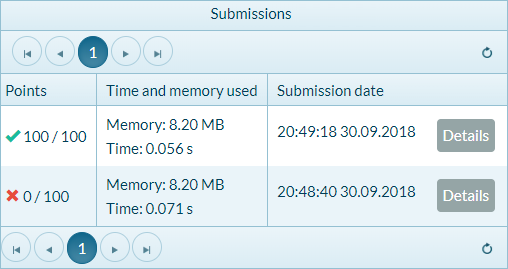 Submissions
1
Points Time and memory used Submission date
100 / 100 Memory: 8.20 MB 20:49:18 30.09.2018 Details
Time: 0.056 s
0 / 100 Memory: 8.20 MB 20:48:40 30.09.2018 Details
Time: 0.071 s
1